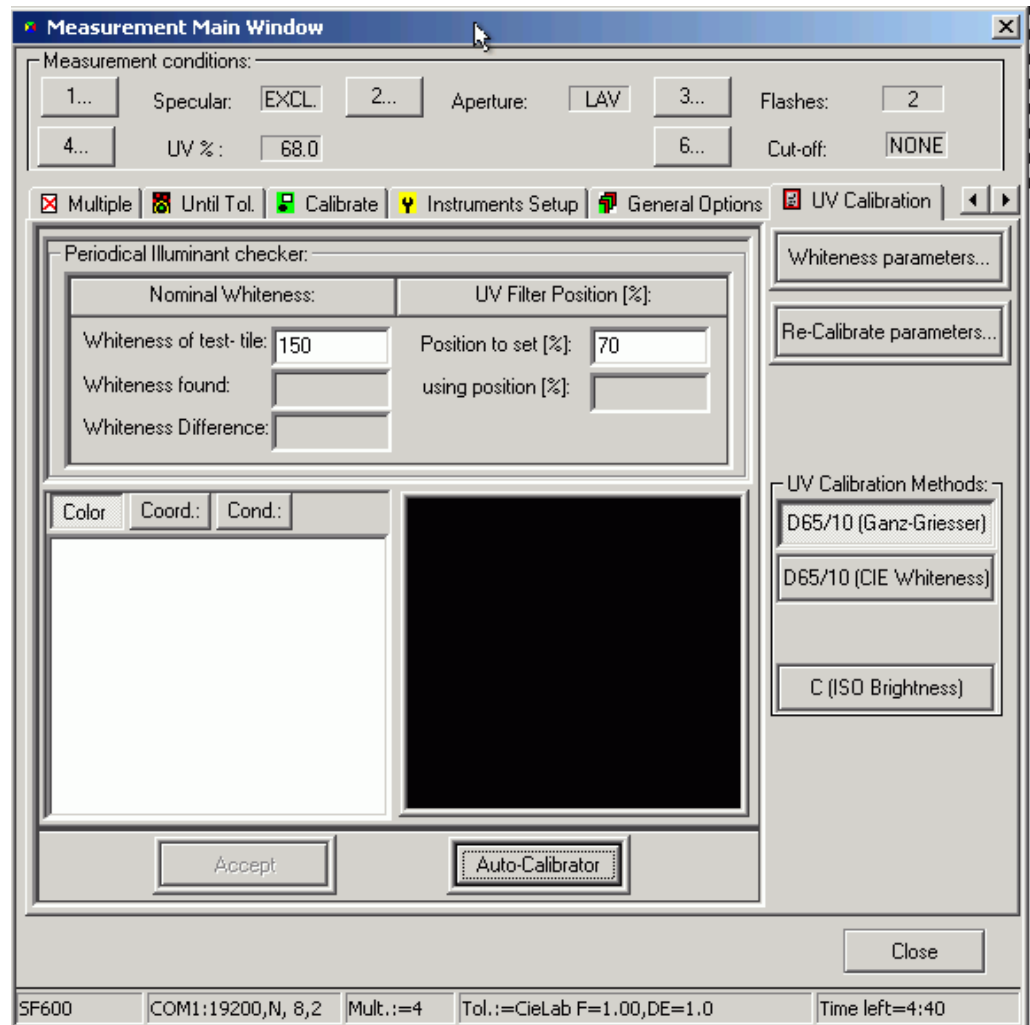 Measurement Main Window
Measurement conditions:
1... Specular: EXCL. 2... Aperture: LAV 3... Flashes: 2
4... UV % : 68.0 6... Cut-off: NONE
Multiple Until Tol. Calibrate Instruments Setup General Options UV Calibration
Periodical Illuminant checker:
Nominal Whiteness: UV Filter Position [%]:
Whiteness of test- tile: 150 Position to set [%]: 70
Whiteness found: using position [%]:
Whiteness Difference:
Whiteness parameters...
Re-Calibrate parameters...
Color Coord.: Cond.:
UV Calibration Methods:
D65/10 (Ganz-Griesser)
D65/10 (CIE Whiteness)
C (ISO Brightness)
Accept Auto-Calibrator
Close
SF600 COM1:19200,N, 8,2 Mult.:=4 Tol.:=CieLab F=1.00,DE=1.0 Time left=4:40